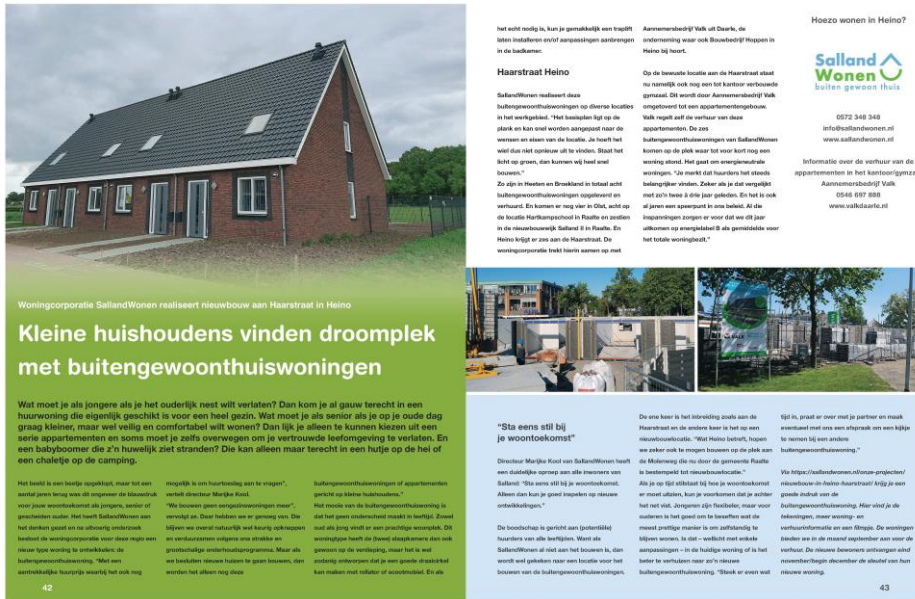 Woningcorporatie SallandWonen realiseert nieuwbouw aan Haarstraat in Heino
Kleine huishoudens vinden droomplek
met buitengewoonthuiswoningen
Wat moet je als jongere als je het ouderlijk nest wilt verlaten? Dan kom je al gauw terecht in een
huurwoning die eigenlijk geschikt is voor een heel gezin. Wat moet je als senior als je op je oude dag
graag kleiner, maar wel veilig en comfortabel wilt wonen? Dan lijk je alleen te kunnen kiezen uit een
serie appartementen en soms moet je zelfs overwegen om je vertrouwde leefomgeving te verlaten. En
een babyboomer die z'n huwelijk ziet stranden? Die kan alleen maar terecht in een hutje op de hei of
een chaletje op de camping.
Het beeld is een beetje opgeklopt, maar tot een
aantal jaren terug was dit ongeveer de blauwdruk
voor jouw woontoekomst als jongere, senior of
gescheiden ouder. Het heeft SallandWonen aan
het denken gezet en na uitvoerig onderzoek
besloot de woningcorporatie voor deze regio een
nieuw type woning te ontwikkelen: de
buitengewoonthuiswoning. "Met een
aantrekkelijke huurprijs waarbij het ook nog
mogelijk is om huurtoeslag aan te vragen",
vertelt directeur Marijke Kool.
"We bouwen geen eengezinswoningen meer",
vervolgt ze. Daar hebben we er genoeg van. Die
blijven we overal natuurlijk wel keurig opknappen
en verduurzamen volgens ons strakke en
grootschalige onderhoudsprogramma. Maar als
we besluiten nieuwe huizen te gaan bouwen, dan
worden het alleen nog deze
buitengewoonthuiswoningen of appartementen
gericht op kleine huishoudens."
Het mooie van de buitengewoonthuiswoning is
dat het geen onderscheid maakt in leeftijd. Zowel
oud als jong vindt er een prachtige woonplek. Dit
woningtype heeft de (twee) slaapkamers dan ook
gewoon op de verdieping, maar het is wel
zodanig ontworpen dat je een goede draaicirkel
kan maken met rollator of scootmobiel. En als
42
het echt nodig is, kun je gemakkelijk een traplift
laten installeren en/of aanpassingen aanbrengen
in de badkamer.
Haarstraat Heino
SallandWonen realiseert deze
buitengewoonthuiswoningen op diverse locaties
in het werkgebied. "Het basisplan ligt op de
plank en kan snel worden aangepast naar de
wensen en eisen van de locatie. Je hoeft het
wiel dus niet opnieuw uit te vinden. Staat het
licht op groen, dan kunnen wij heel snel
bouwen."
Zo zijn in Heeten en Broekland in totaal acht
buitengewoonthuiswoningen opgeleverd en
verhuurd. En komen er nog vier in Olst, acht op
de locatie Hartkampschool in Raalte en zestien
in de nieuwbouwwijk Salland II in Raalte. En
Heino krijgt er zes aan de Haarstraat. De
woningcorporatie trekt hierin samen op met
Aannemersbedrijf Valk uit Daarle, de
onderneming waar ook Bouwbedrijf Hoppen in
Heino bij hoort.
Op de bewuste locatie aan de Haarstraat staat
nu namelijk ook nog een tot kantoor verbouwde
gymzaal. Dit wordt door Aannemersbedrijf Valk
omgetoverd tot een appartementengebouw.
Valk regelt zelf de verhuur van deze
appartementen. De zes
buitengewoonthuiswoningen van SallandWonen
komen op de plek waar tot voor kort nog een
woning stond. Het gaat om energieneutrale
woningen. "Je merkt dat huurders het steeds
belangrijker vinden. Zeker als je dat vergelijkt
met zo'n twee à drie jaar geleden. En het is ook
al jaren een speerpunt in ons beleid. Al die
inspanningen zorgen er voor dat we dit jaar
uitkomen op energielabel B als gemiddelde voor
het totale woningbezit."
Hoezo wonen in Heino?
Salland
Wonen
buiten gewoon thuis
0572 348 348
info@sallandwonen.nl
www.sallandwonen.nl
Informatie over de verhuur van de
appartementen in het kantoor/gymza
Aannemersbedrijf Valk
0546 697 888
www.valkdaarle.nl
"Sta eens stil bij
je woontoekomst"
Directeur Marijke Kool van SallandWonen heeft
een duidelijke oproep aan alle inwoners van
Salland: "Sta eens stil bij je woontoekomst.
Alleen dan kun je goed inspelen op nieuwe
ontwikkelingen."
De boodschap is gericht aan (potentiële)
huurders van alle leeftijden. Want als
SallandWonen al niet aan het bouwen is, dan
wordt wel gekeken naar een locatie voor het
bouwen van de buitengewoonthuiswoningen.
De ene keer is het inbreiding zoals aan de
Haarstraat en de andere keer is het op een
nieuwbouwlocatie. "Wat Heino betreft, hopen
we zeker ook te mogen bouwen op de plek aan
de Molenweg die nu door de gemeente Raalte
is bestempeld tot nieuwbouwlocatie."
Als je op tijd stilstaat bij hoe je woontoekomst
er moet uitzien, kun je voorkomen dat je achter
het net vist. Jongeren zijn flexibeler, maar voor
ouderen is het goed om te beseffen wat de
meest prettige manier is om zelfstandig te
blijven wonen. Is dat – wellicht met enkele
aanpassingen – in de huidige woning of is het
beter te verhuizen naar zo'n nieuwe
buitengewoonthuiswoning. "Steek er even wat
tijd in, praat er over met je partner en maak
eventueel met ons een afspraak om een kijkje
te nemen bij een andere
buitengewoonthuiswoning."
Via https://sallandwonen.nl/onze-projecten/
nieuwbouw-in-heino-haarstraat/ krijg je een
goede indruk van de
buitengewoonthuiswoning. Hier vind je de
tekeningen, meer woning- en
verhuurinformatie en een filmpje. De woningen
bieden we in de maand september aan voor de
verhuur. De nieuwe bewoners ontvangen eind
november/begin december de sleutel van hun
nieuwe woning.
43